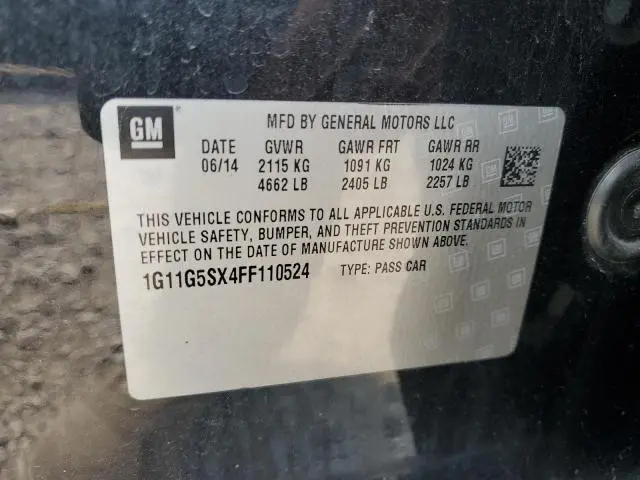 GM ® MFD BY GENERAL MOTORS LLC
DATE GVWR GAWR FRT GAWR RR
06/14 2115 KG 1091 KG 1024 KG
4662 LB 2405 LB 2257 LB
THIS VEHICLE CONFORMS TO ALL APPLICABLE U.S. FEDERAL MOTOR
VEHICLE SAFETY, BUMPER, AND THEFT PREVENTION STANDARDS IN
EFFECT ON THE DATE OF MANUFACTURE SHOWN ABOVE.
1G11G5SX4FF110524 TYPE: PASS CAR